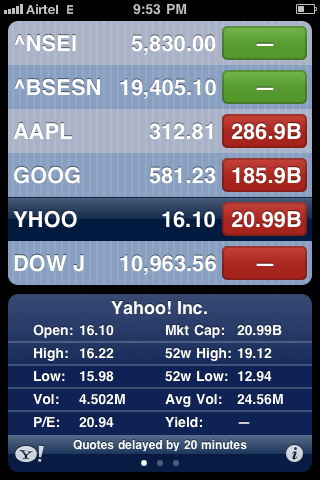 Airtel E 9:53 PM
^NSEI 5,830.00 —
^BSESN 19,405.10 —
AAPL 312.81 286.9B
GOOG 581.23 185.9B
YHOO 16.10 20.99B
DOW J 10,963.56 —
Yahoo! Inc.
Open: 16.10 Mkt Cap: 20.99B
High: 16.22 52w High: 19.12
Low: 15.98 52w Low: 12.94
Vol: 4.502M Avg Vol: 24.56M
P/E: 20.94 Yield: —
Y! Quotes delayed by 20 minutes i